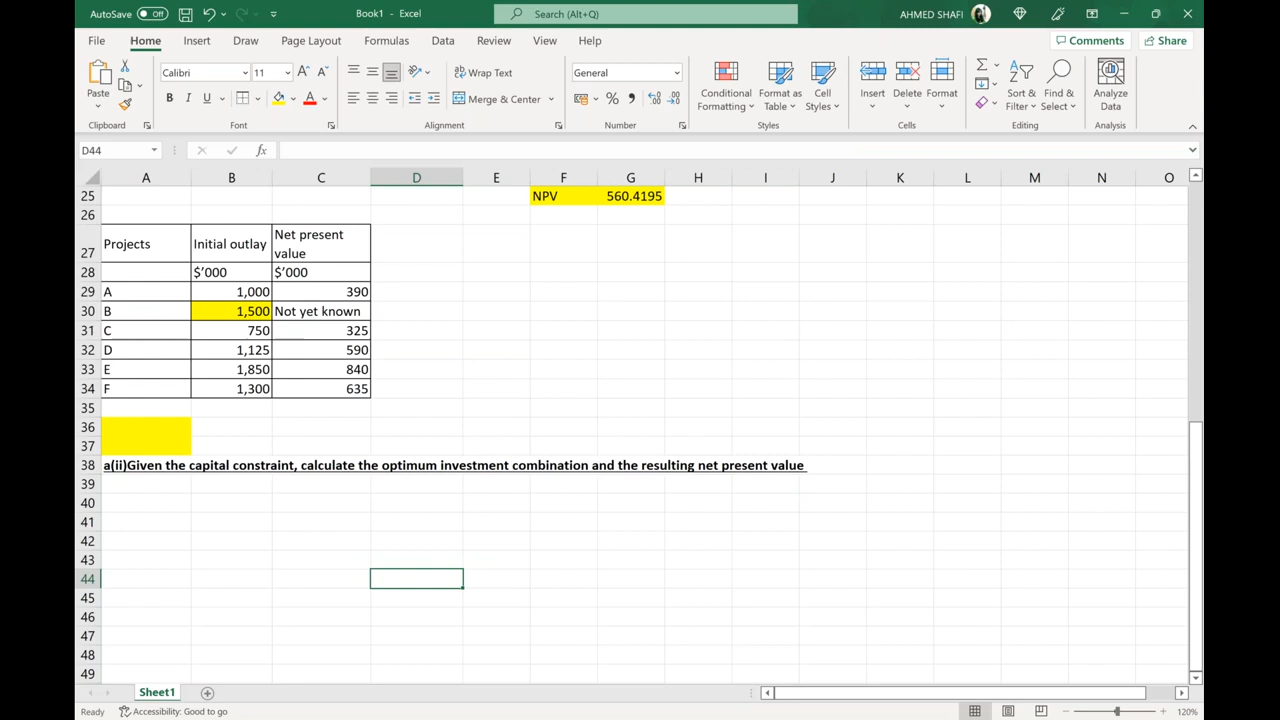 AutoSave Off Book1 - Excel Search (Alt+Q) AHMED SHAFI
File Home Insert Draw Page Layout Formulas Data Review View Help Comments Share
Paste Calibri 11 A A Wrap Text General Conditional Formatting Format as Table Cell Styles Insert Delete Format Sort & Filter Find & Select Analyze Data
B I U A Merge & Center % 9
Clipboard Font Alignment Number Styles Cells Editing Analysis
D44 fx
A B C D E F G H I J K L M N O
25 NPV 560.4195
26
27 Projects Initial outlay Net present value
28 $'000 $'000
29 A 1,000 390
30 B 1,500 Not yet known
31 C 750 325
32 D 1,125 590
33 E 1,850 840
34 F 1,300 635
35
36
37
38 a(ii)Given the capital constraint, calculate the optimum investment combination and the resulting net present value
39
40
41
42
43
44
45
46
47
48
49
Sheet1
Ready Accessibility: Good to go 120%